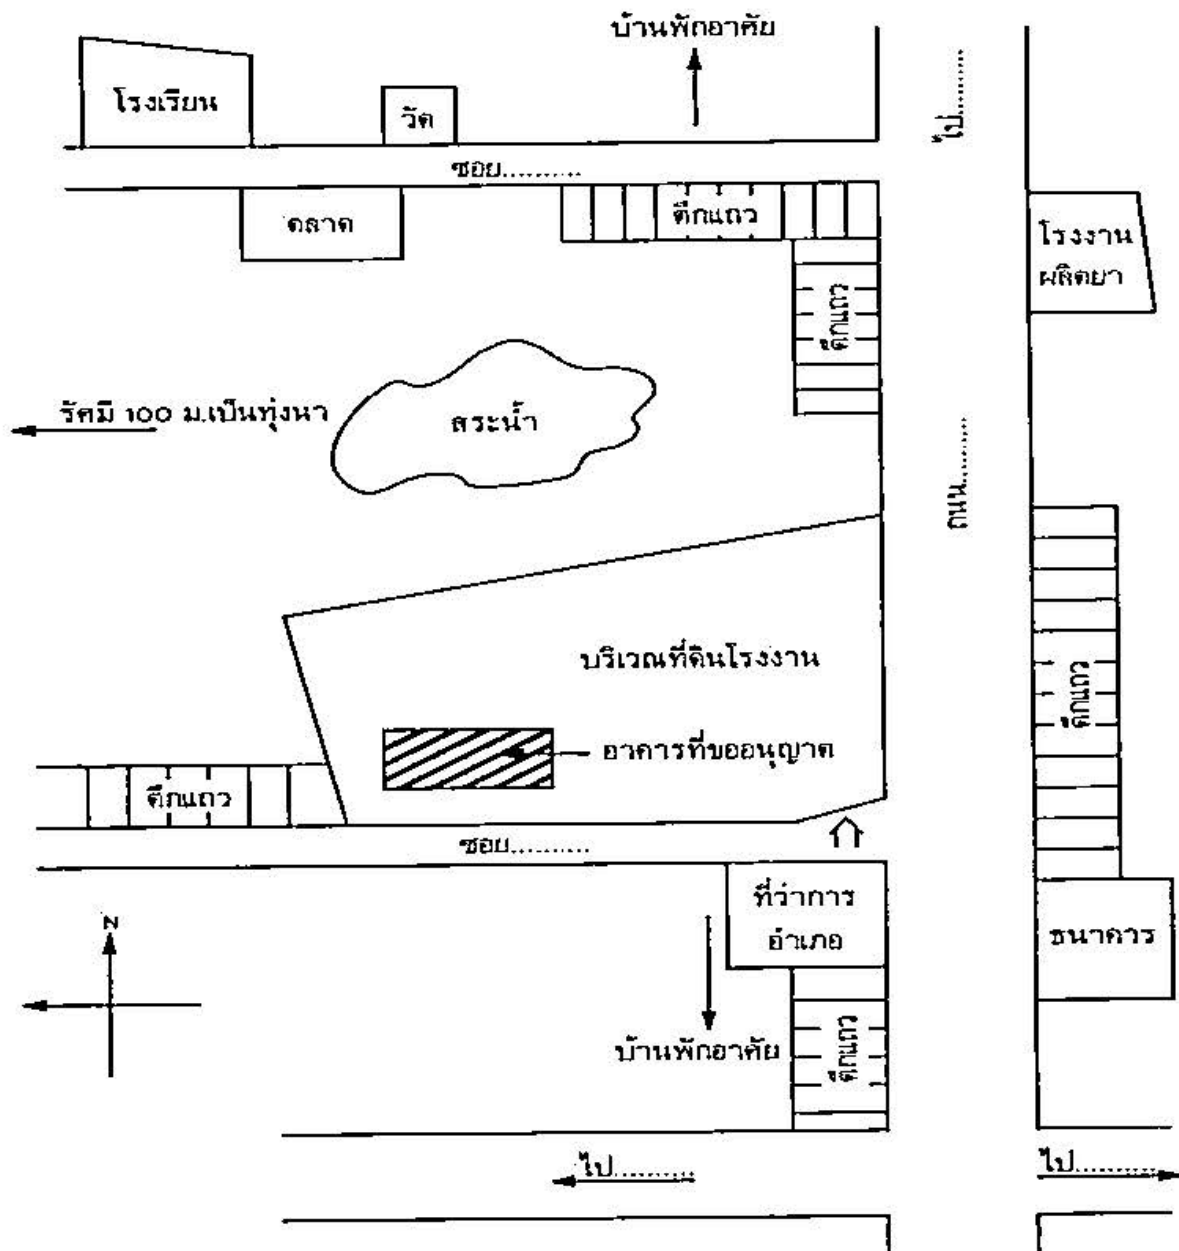 บ้านพักอาศัย
โรงเรียน
วัด
ไป..........
ซอย..........
ตลาด
ตึกแถว
โรงงาน
ผลิตยา
ตึกแถว
รัศมี 100 ม.เป็นทุ่งนา
สระน้ำ
ถนน..........
บริเวณที่ดินโรงงาน
ตึกแถว
อาคารที่ขออนุญาต
ตึกแถว
ซอย..........
ที่ว่าการ
อำเภอ
ธนาคาร
N
บ้านพักอาศัย
ตึกแถว
ไป..........
ไป..........